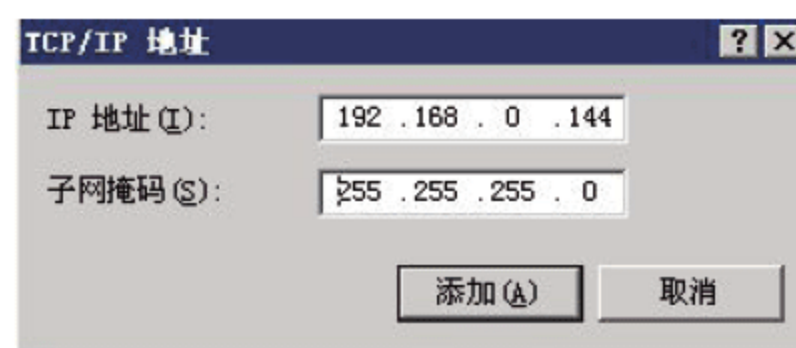 TCP/IP 地址
IP 地址(I): 192 .168 . 0 .144
子网掩码(S): 255 .255 .255 . 0
添加(A) 取消